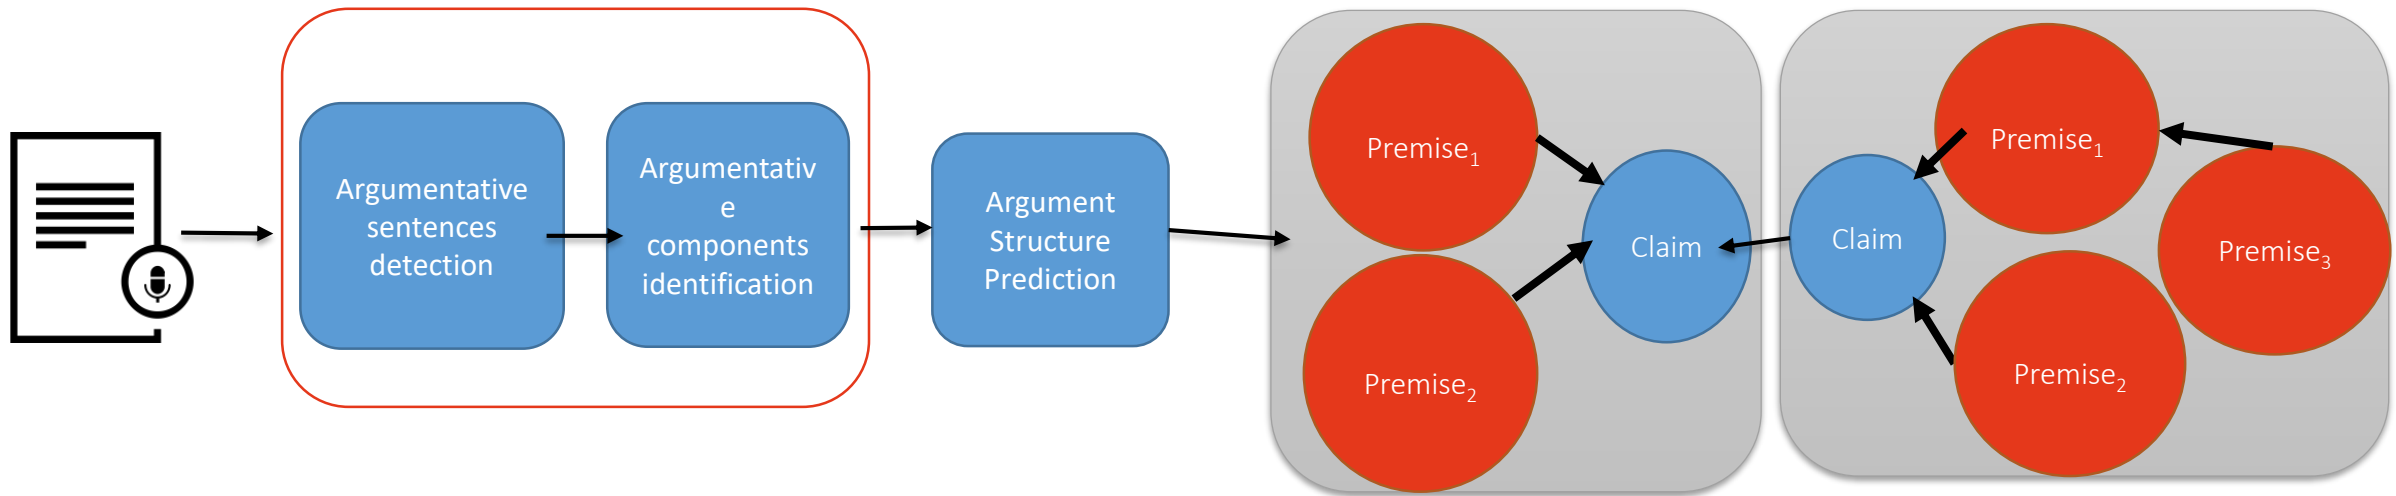 Argumentative
sentences
detection
Argumentativ
e
components
identification
Argument
Structure
Prediction
Premise1
Premise2
Claim
Claim
Premise1
Premise3
Premise2